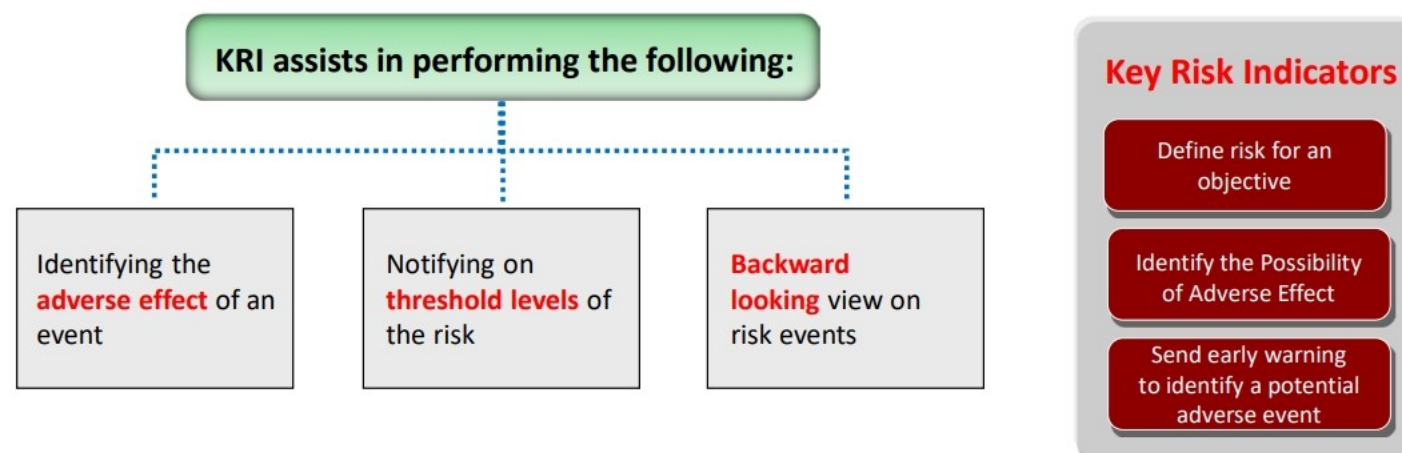 KRI assists in performing the following:
Identifying the
adverse effect of an
event
Notifying on
threshold levels of
the risk
Backward
looking view on
risk events
Key Risk Indicators
Define risk for an
objective
Identify the Possibility
of Adverse Effect
Send early warning
to identify a potential
adverse event